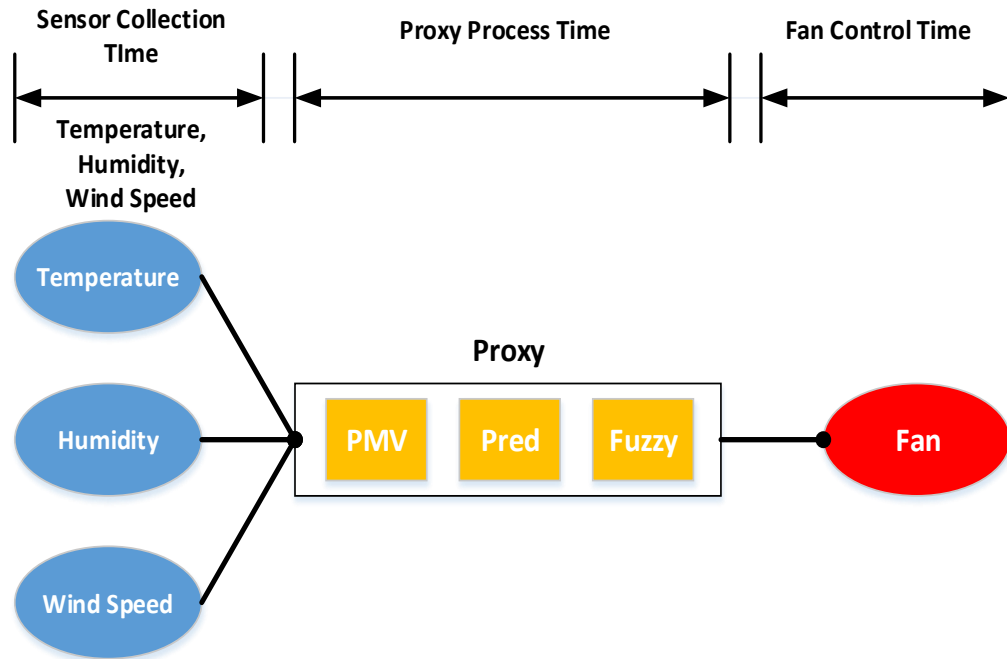 Sensor Collection
TIme
Proxy Process Time
Fan Control Time
Temperature,
Humidity,
Wind Speed
Temperature
Humidity
Wind Speed
Proxy
PMV
Pred
Fuzzy
Fan